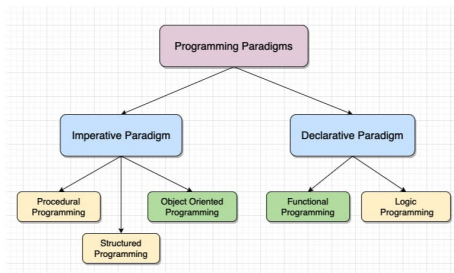 Programming Paradigms
Imperative Paradigm
Declarative Paradigm
Procedural
Programming
Object Oriented
Programming
Functional
Programming
Logic
Programming
Structured
Programming